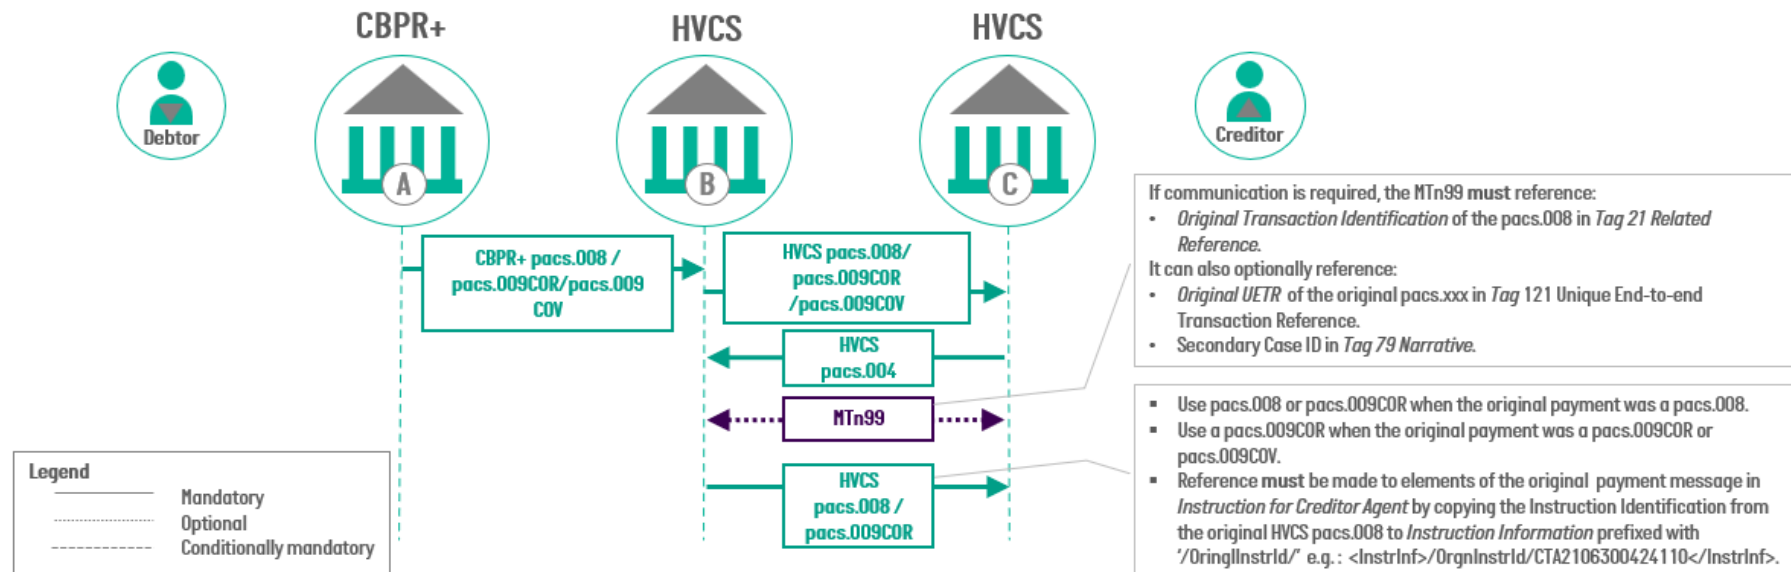 CBPR+
HVCS
HVCS
Debtor
A
B
C
Creditor
CBPR+ pacs.008 /
pacs.009COR/pacs.009
COV
HVCS pacs.008/
pacs.009COR
/pacs.009COV
HVCS
pacs.004
MTn99
HVCS
pacs.008 /
pacs.009COR
If communication is required, the MTn99 must reference:
• Original Transaction Identification of the pacs.008 in Tag 21 Related
Reference.
It can also optionally reference:
• Original UETR of the original pacs.xxx in Tag 121 Unique End-to-end
Transaction Reference.
• Secondary Case ID in Tag 79 Narrative.
▪ Use pacs.008 or pacs.009COR when the original payment was a pacs.008.
▪ Use a pacs.009COR when the original payment was a pacs.009COR or
pacs.009COV.
▪ Reference must be made to elements of the original payment message in
Instruction for Creditor Agent by copying the Instruction Identification from
the original HVCS pacs.008 to Instruction Information prefixed with
'/OringlInstrId/' e.g. : <InstrInf>/OrgnInstrId/CTA2106300424110</InstrInf>.
Legend
Mandatory
Optional
Conditionally mandatory